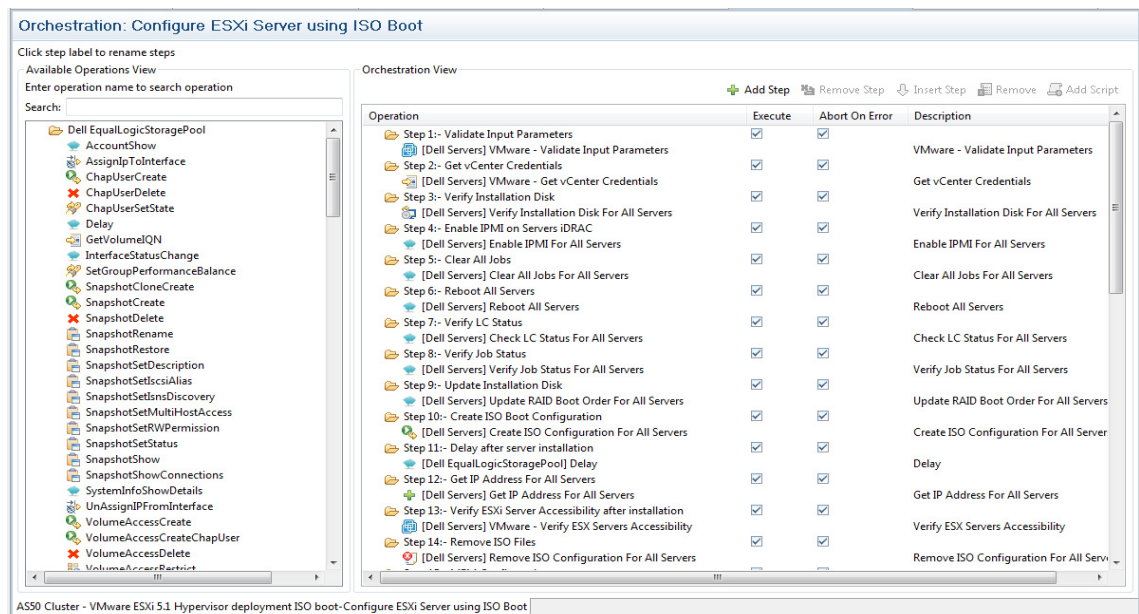 Orchestration: Configure ESXi Server using ISO Boot
Click step label to rename steps
Available Operations View
Enter operation name to search operation
Search:
Dell EqualLogicStoragePool
AccountShow
AssignIpToInterface
ChapUserCreate
ChapUserDelete
ChapUserSetState
Delay
GetVolumeIQN
InterfaceStatusChange
SetGroupPerformanceBalance
SnapshotCloneCreate
SnapshotCreate
SnapshotDelete
SnapshotRename
SnapshotRestore
SnapshotSetDescription
SnapshotSetIscsiAlias
SnapshotSetIsnsDiscovery
SnapshotSetMultiHostAccess
SnapshotSetRWPermission
SnapshotSetStatus
SnapshotShow
SnapshotShowConnections
SystemInfoShowDetails
UnAssignIPFromInterface
VolumeAccessCreate
VolumeAccessCreateChapUser
VolumeAccessDelete
VolumeAccessRestrict
Orchestration View
Add Step Remove Step Insert Step Remove Add Script
Operation Execute Abort On Error Description
Step 1:- Validate Input Parameters
[Dell Servers] VMware - Validate Input Parameters VMware - Validate Input Parameters
Step 2:- Get vCenter Credentials
[Dell Servers] VMware - Get vCenter Credentials Get vCenter Credentials
Step 3:- Verify Installation Disk
[Dell Servers] Verify Installation Disk For All Servers Verify Installation Disk For All Servers
Step 4:- Enable IPMI on Servers iDRAC
[Dell Servers] Enable IPMI For All Servers Enable IPMI For All Servers
Step 5:- Clear All Jobs
[Dell Servers] Clear All Jobs For All Servers Clear All Jobs For All Servers
Step 6:- Reboot All Servers
[Dell Servers] Reboot All Servers Reboot All Servers
Step 7:- Verify LC Status
[Dell Servers] Check LC Status For All Servers Check LC Status For All Servers
Step 8:- Verify Job Status
[Dell Servers] Verify Job Status For All Servers Verify Job Status For All Servers
Step 9:- Update Installation Disk
[Dell Servers] Update RAID Boot Order For All Servers Update RAID Boot Order For All Servers
Step 10:- Create ISO Boot Configuration
[Dell Servers] Create ISO Configuration For All Servers Create ISO Configuration For All Server
Step 11:- Delay after server installation
[Dell EqualLogicStoragePool] Delay Delay
Step 12:- Get IP Address For All Servers
[Dell Servers] Get IP Address For All Servers Get IP Address For All Servers
Step 13:- Verify ESXi Server Accessibility after installation
[Dell Servers] VMware - Verify ESX Servers Accessibility Verify ESX Servers Accessibility
Step 14:- Remove ISO Files
[Dell Servers] Remove ISO Configuration For All Servers Remove ISO Configuration For All Serv
AS50 Cluster - VMware ESXi 5.1 Hypervisor deployment ISO boot-Configure ESXi Server using ISO Boot